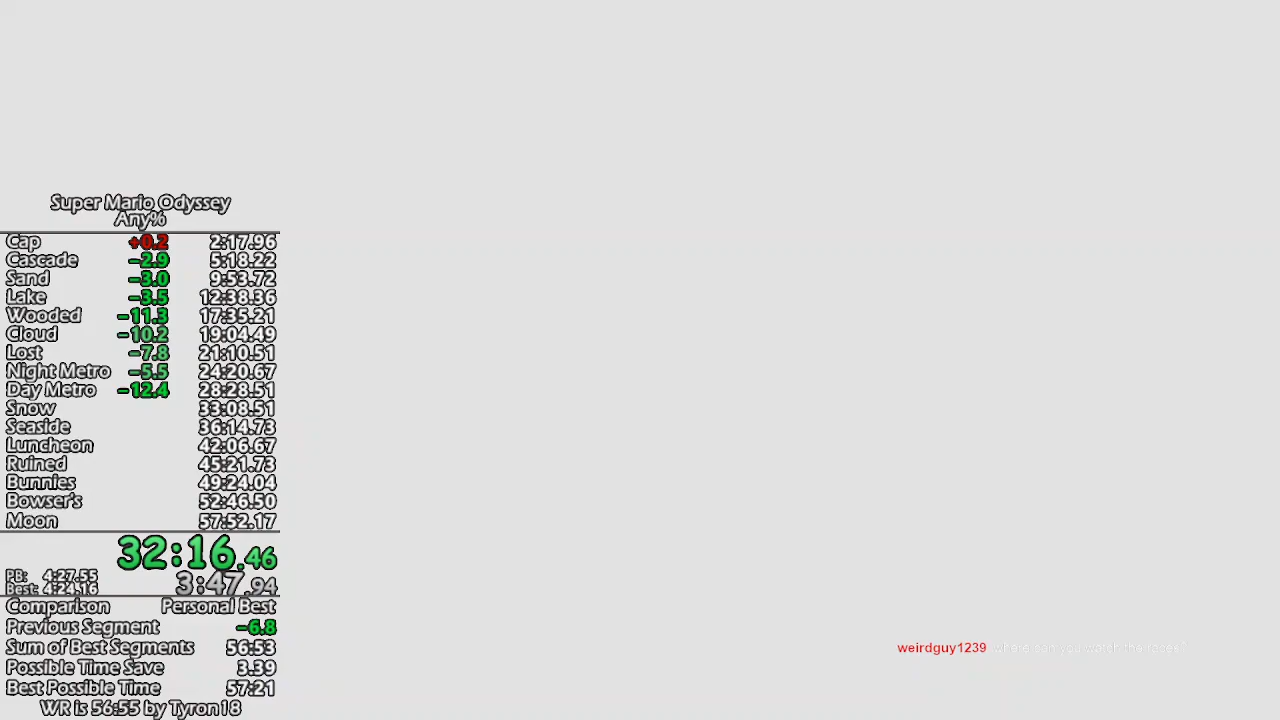 Super Mario Odyssey
Any%
Cap +0.2 2:17.96
Cascade -2.9 5:18.22
Sand -3.0 9:53.72
Lake -3.5 12:38.36
Wooded -11.3 17:35.21
Cloud -10.2 19:04.49
Lost -7.8 21:10.51
Night Metro -5.5 24:20.67
Day Metro -12.4 28:28.51
Snow 33:08.51
Seaside 36:14.73
Luncheon 42:06.67
Ruined 45:21.73
Bunnies 49:24.04
Bowser's 52:46.50
Moon 57:52.17
32:16.46
PB: 4:27.55 3:47.94
Best: 4:24.16
Comparison Personal Best
Previous Segment -6.8
Sum of Best Segments 56:53
Possible Time Save 3.39
Best Possible Time 57:21
WR is 56:55 by Tyron18
weirdguy1239 where can you watch the